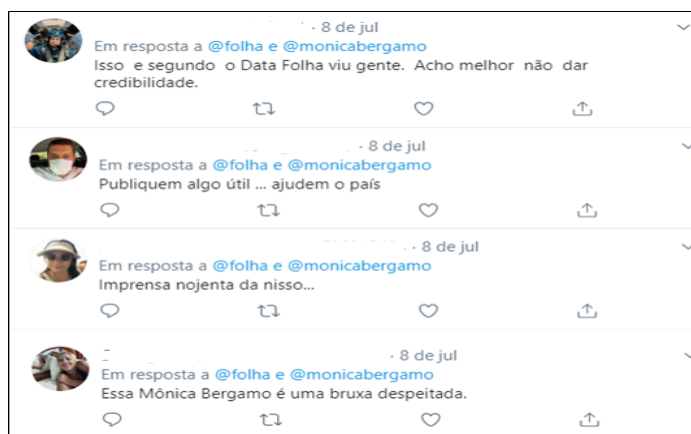 · 8 de jul
Em resposta a @folha e @monicabergamo
Isso e segundo o Data Folha viu gente. Acho melhor não dar
credibilidade.
· 8 de jul
Em resposta a @folha e @monicabergamo
Publiquem algo útil ... ajudem o país
· 8 de jul
Em resposta a @folha e @monicabergamo
Imprensa nojenta da nisso...
· 8 de jul
Em resposta a @folha e @monicabergamo
Essa Mônica Bergamo é uma bruxa despeitada.